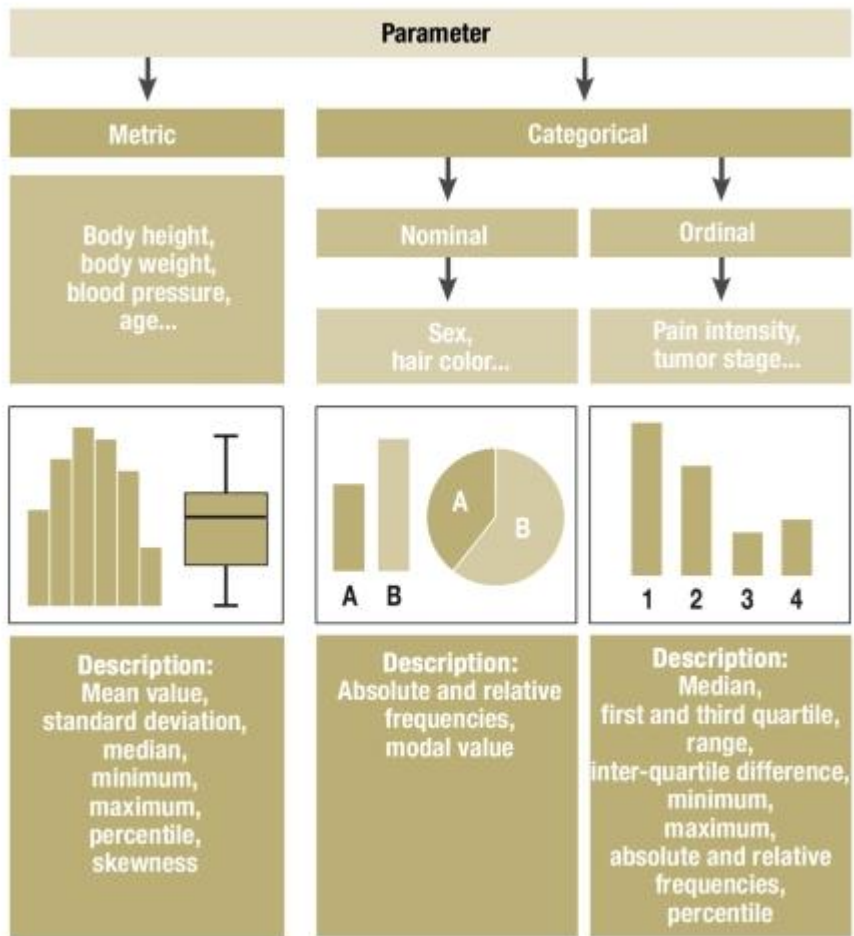 Parameter
Metric
Categorical
Body height,
body weight,
blood pressure,
age...
Nominal
Ordinal
Sex,
hair color...
Pain intensity,
tumor stage...
A
B
A
B
1
2
3
4
Description:
Mean value,
standard deviation,
median,
minimum,
maximum,
percentile,
skewness
Description:
Absolute and relative
frequencies,
modal value
Description:
Median,
first and third quartile,
range,
inter-quartile difference,
minimum,
maximum,
absolute and relative
frequencies,
percentile